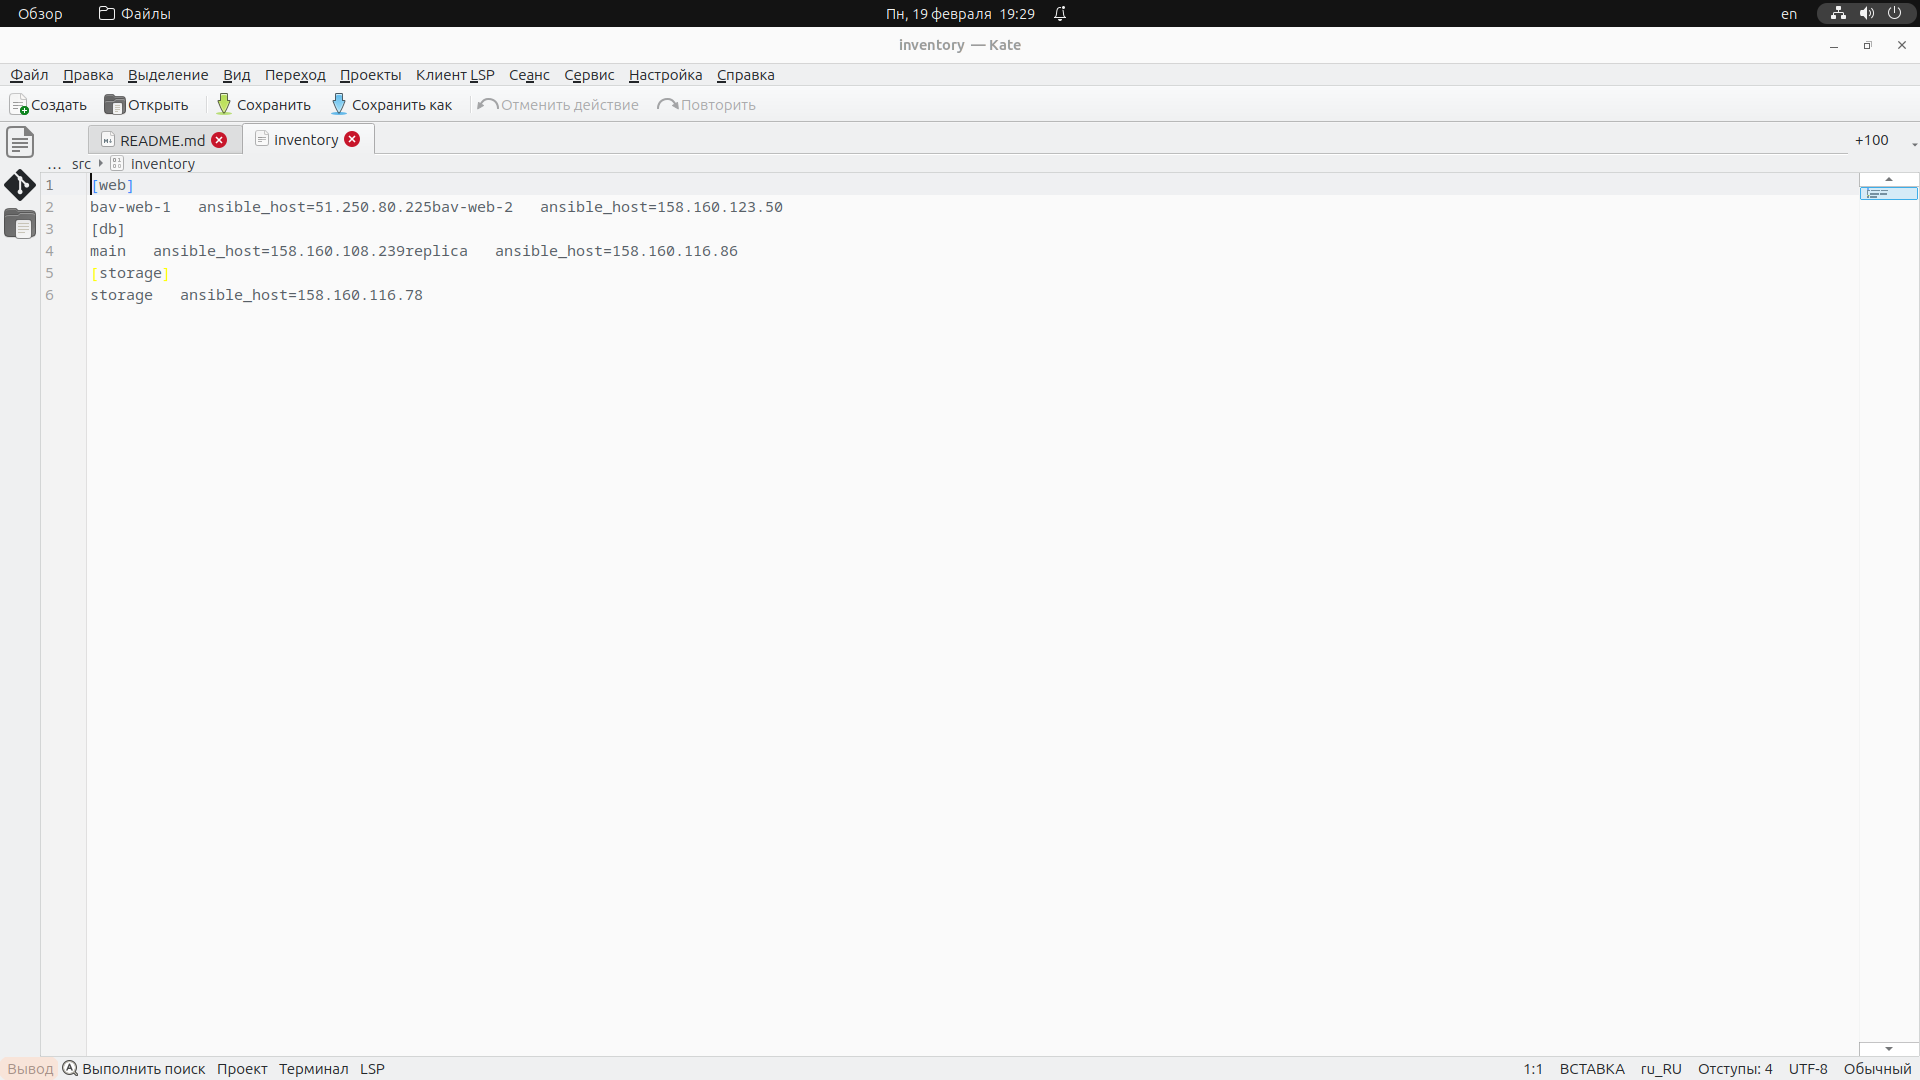 Обзор Файлы Пн, 19 февраля 19:29 en
inventory — Kate
Файл Правка Выделение Вид Переход Проекты Клиент LSP Сеанс Сервис Настройка Справка
Создать Открыть Сохранить Сохранить как Отменить действие Повторить
README.md inventory +100
... src inventory
1 [web]
2 bav-web-1   ansible_host=51.250.80.225bav-web-2   ansible_host=158.160.123.50
3 [db]
4 main   ansible_host=158.160.108.239replica   ansible_host=158.160.116.86
5 [storage]
6 storage   ansible_host=158.160.116.78
Вывод Выполнить поиск Проект Терминал LSP 1:1 ВСТАВКА ru_RU Отступы: 4 UTF-8 Обычный